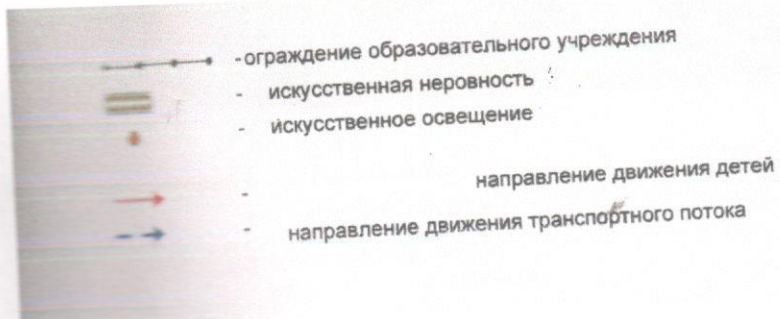 -ограждение образовательного учреждения
- искусственная неровность
- искусственное освещение
- направление движения детей
- направление движения транспортного потока